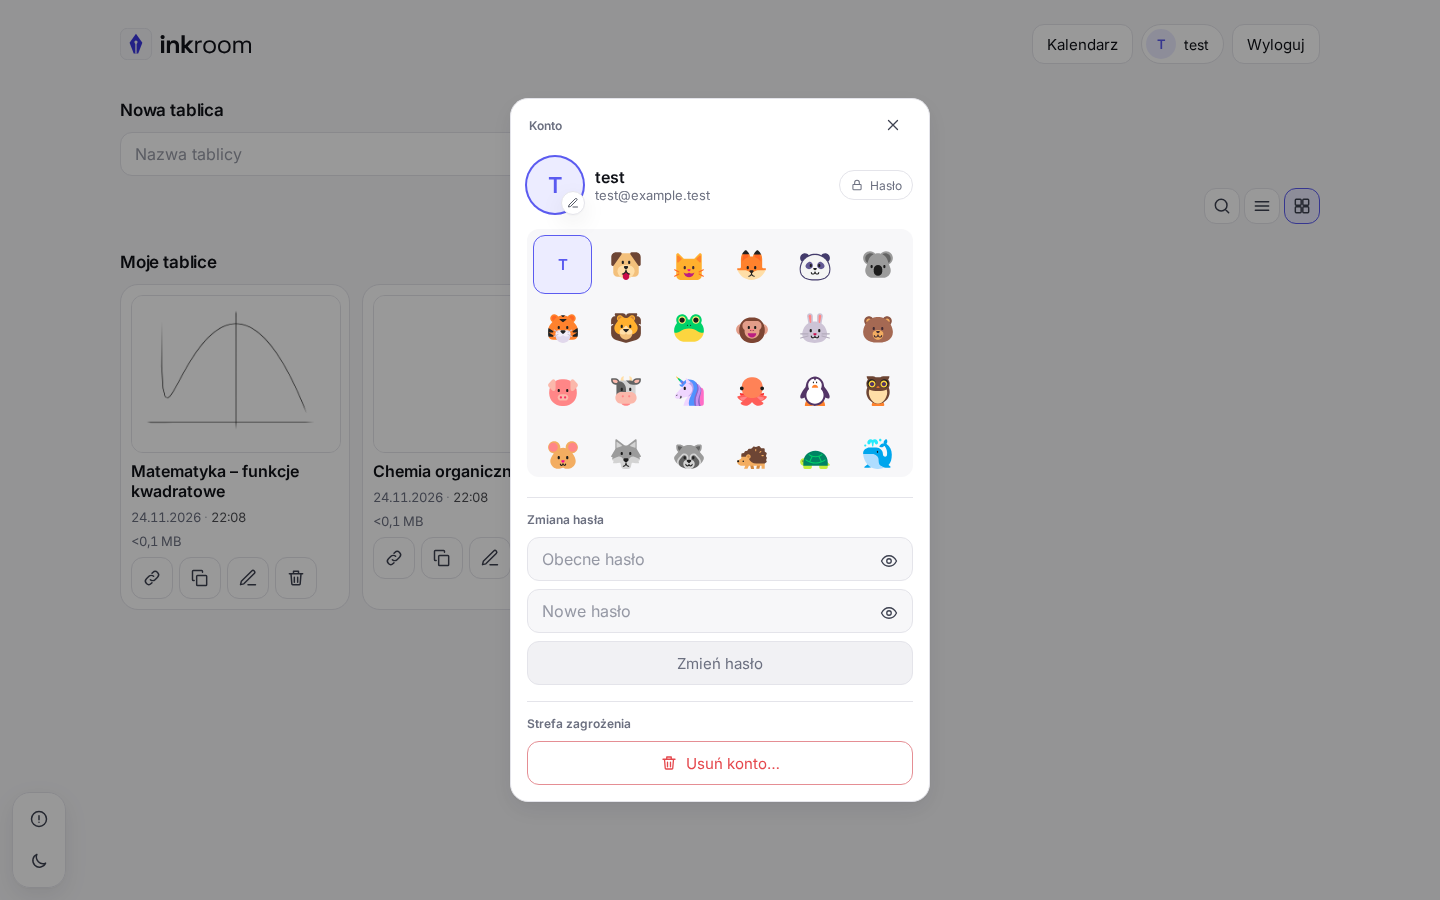 inkroom
Kalendarz
T
test
Wyloguj
Nowa tablica
Nazwa tablicy
Moje tablice
Matematyka – funkcje
kwadratowe
24.11.2026 · 22:08
<0,1 MB
Chemia organiczn
24.11.2026 · 22:08
<0,1 MB
Konto
T
test
test@example.test
Hasło
T
Zmiana hasła
Obecne hasło
Nowe hasło
Zmień hasło
Strefa zagrożenia
Usuń konto...